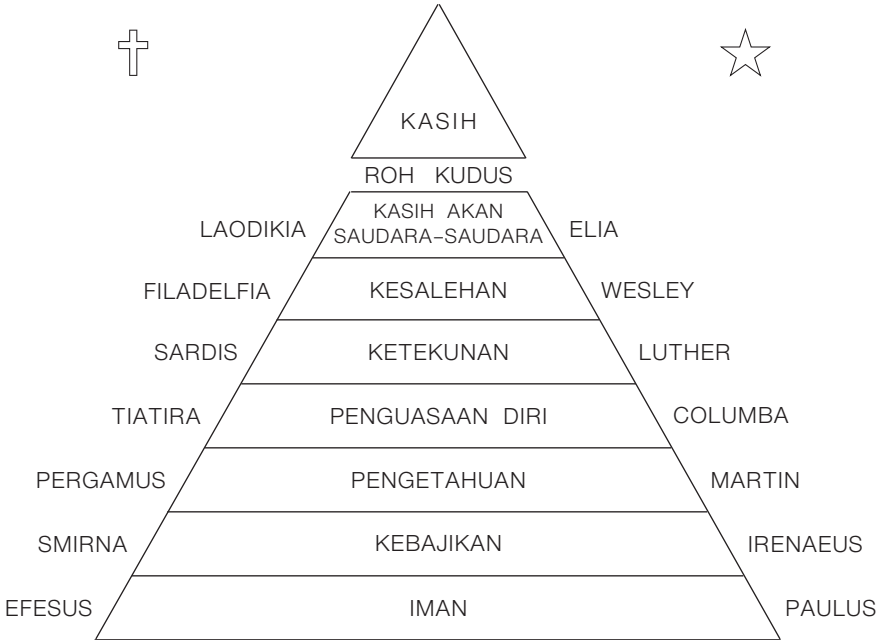 KASIH
ROH KUDUS
LAODIKIA KASIH AKAN SAUDARA-SAUDARA ELIA
FILADELFIA KESALEHAN WESLEY
SARDIS KETEKUNAN LUTHER
TIATIRA PENGUASAAN DIRI COLUMBA
PERGAMUS PENGETAHUAN MARTIN
SMIRNA KEBAJIKAN IRENAEUS
EFESUS IMAN PAULUS